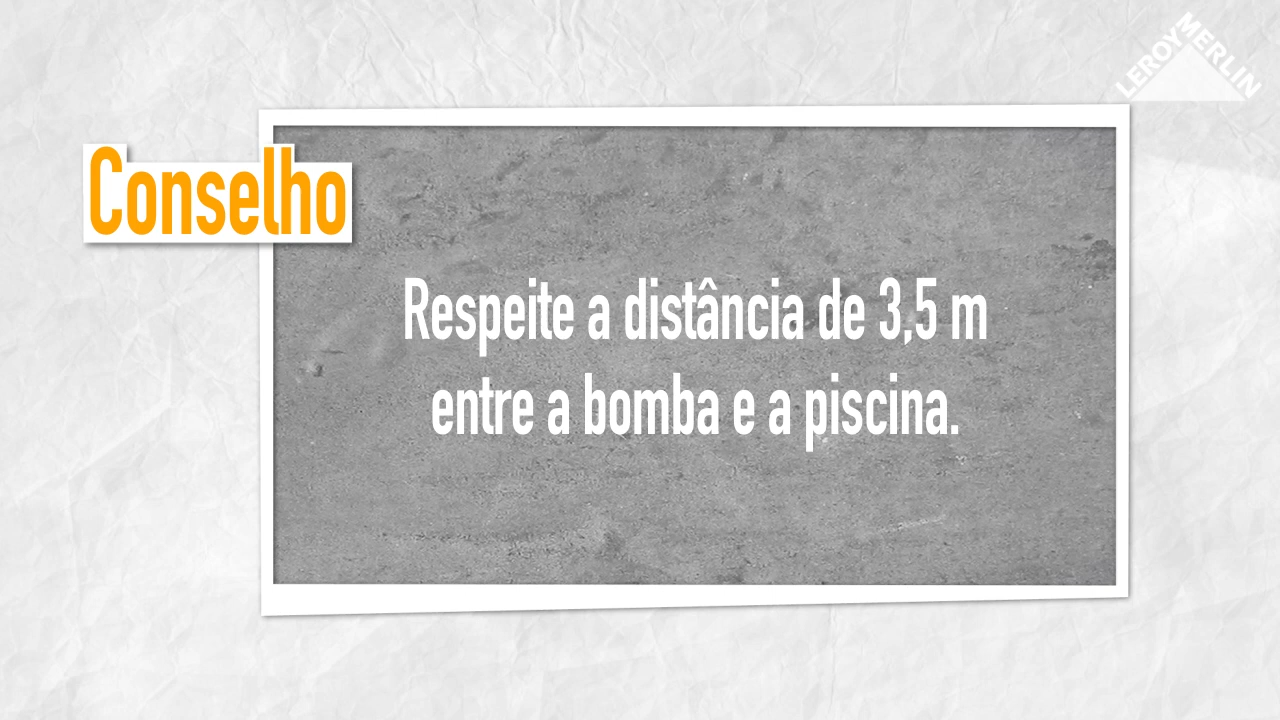 LEROY MERLIN
Conselho
Respeite a distância de 3,5 m
entre a bomba e a piscina.